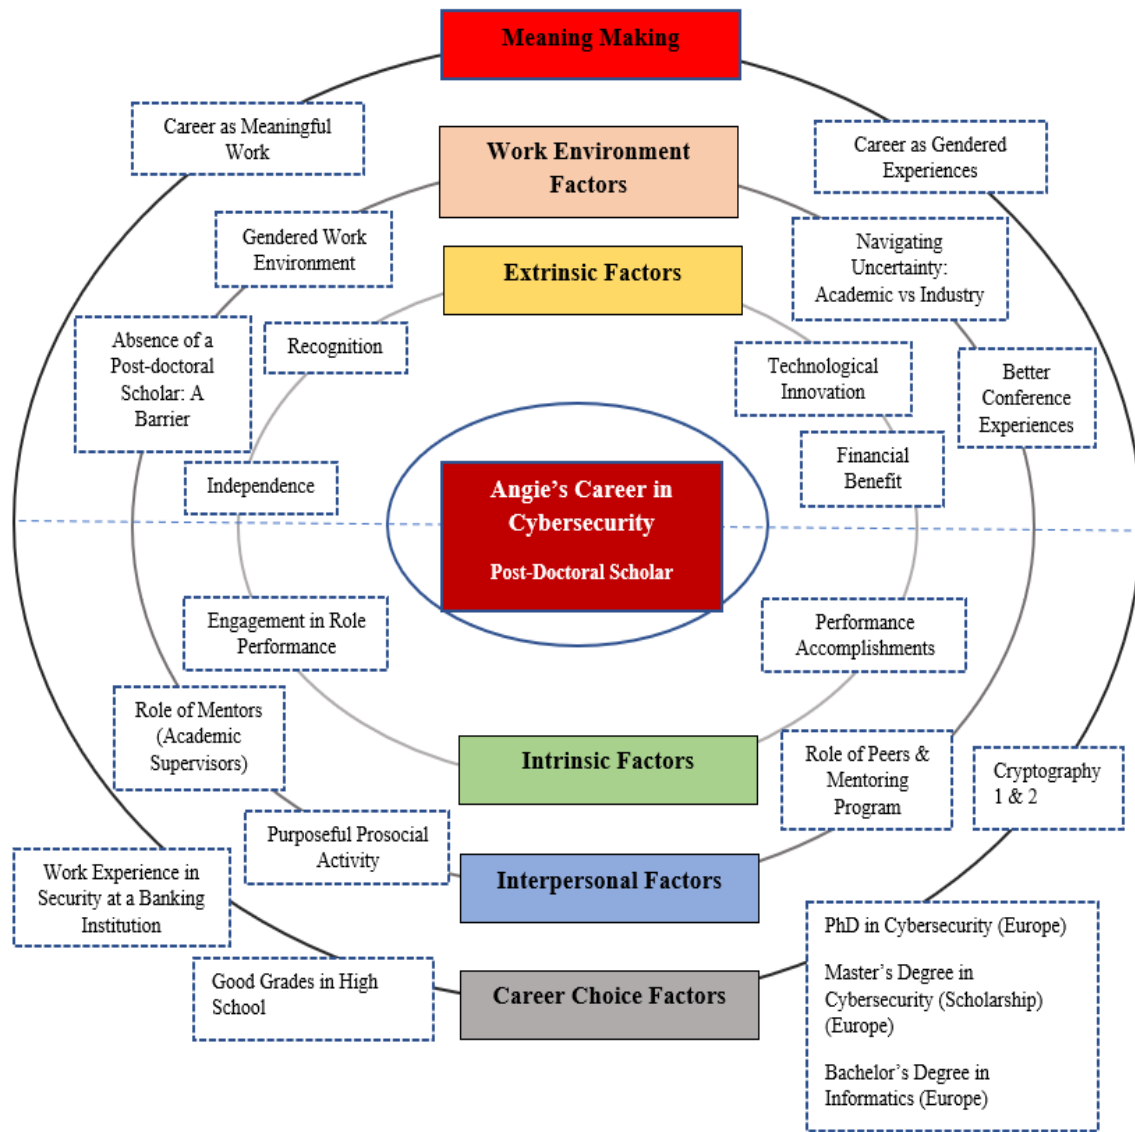 Meaning Making
Career as Meaningful
Work
Career as Gendered
Experiences
Work Environment
Factors
Gendered Work
Environment
Navigating
Uncertainty:
Academic vs Industry
Extrinsic Factors
Absence of a
Post-doctoral
Scholar: A
Barrier
Recognition
Technological
Innovation
Better
Conference
Experiences
Independence
Financial
Benefit
Angie’s Career in
Cybersecurity
Post-Doctoral Scholar
Engagement in Role
Performance
Performance
Accomplishments
Role of Mentors
(Academic
Supervisors)
Intrinsic Factors
Role of Peers &
Mentoring
Program
Cryptography
1 & 2
Purposeful Prosocial
Activity
Interpersonal Factors
Work Experience in
Security at a Banking
Institution
Good Grades in High
School
Career Choice Factors
PhD in Cybersecurity (Europe)
Master’s Degree in
Cybersecurity (Scholarship)
(Europe)
Bachelor’s Degree in
Informatics (Europe)